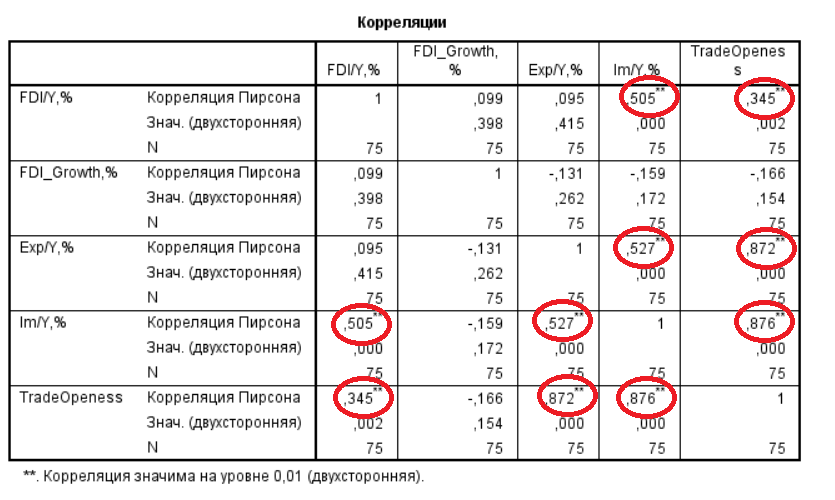 Корреляции
FDI/Y,% FDI_Growth, % Exp/Y,% Im/Y,% TradeOpenes s
FDI/Y,% Корреляция Пирсона 1 ,099 ,095 ,505** ,345**
Знач. (двухсторонняя) ,398 ,415 ,000 ,002
N 75 75 75 75 75
FDI_Growth,% Корреляция Пирсона ,099 1 -,131 -,159 -,166
Знач. (двухсторонняя) ,398 ,262 ,172 ,154
N 75 75 75 75 75
Exp/Y,% Корреляция Пирсона ,095 -,131 1 ,527** ,872**
Знач. (двухсторонняя) ,415 ,262 ,000 ,000
N 75 75 75 75 75
Im/Y,% Корреляция Пирсона ,505** -,159 ,527** 1 ,876**
Знач. (двухсторонняя) ,000 ,172 ,000 ,000
N 75 75 75 75 75
TradeOpeness Корреляция Пирсона ,345** -,166 ,872** ,876** 1
Знач. (двухсторонняя) ,002 ,154 ,000 ,000
N 75 75 75 75 75
**. Корреляция значима на уровне 0,01 (двухсторонняя).